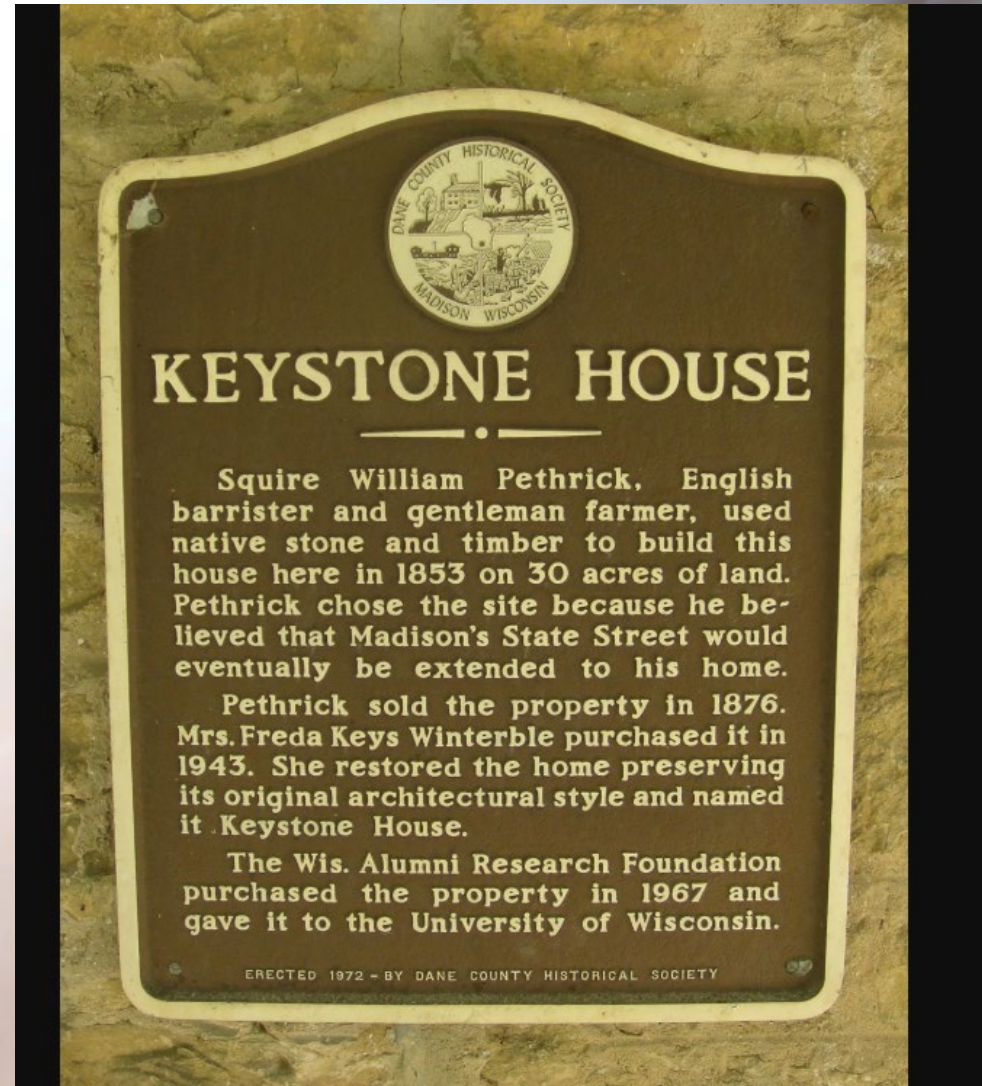 DANE COUNTY HISTORICAL SOCIETY
MADISON WISCONSIN
KEYSTONE HOUSE
Squire William Pethrick, English
barrister and gentleman farmer, used
native stone and timber to build this
house here in 1853 on 30 acres of land.
Pethrick chose the site because he be-
lieved that Madison's State Street would
eventually be extended to his home.
Pethrick sold the property in 1876.
Mrs. Freda Keys Winterble purchased it in
1943. She restored the home preserving
its original architectural style and named
it Keystone House.
The Wis. Alumni Research Foundation
purchased the property in 1967 and
gave it to the University of Wisconsin.
ERECTED 1972 - BY DANE COUNTY HISTORICAL SOCIETY